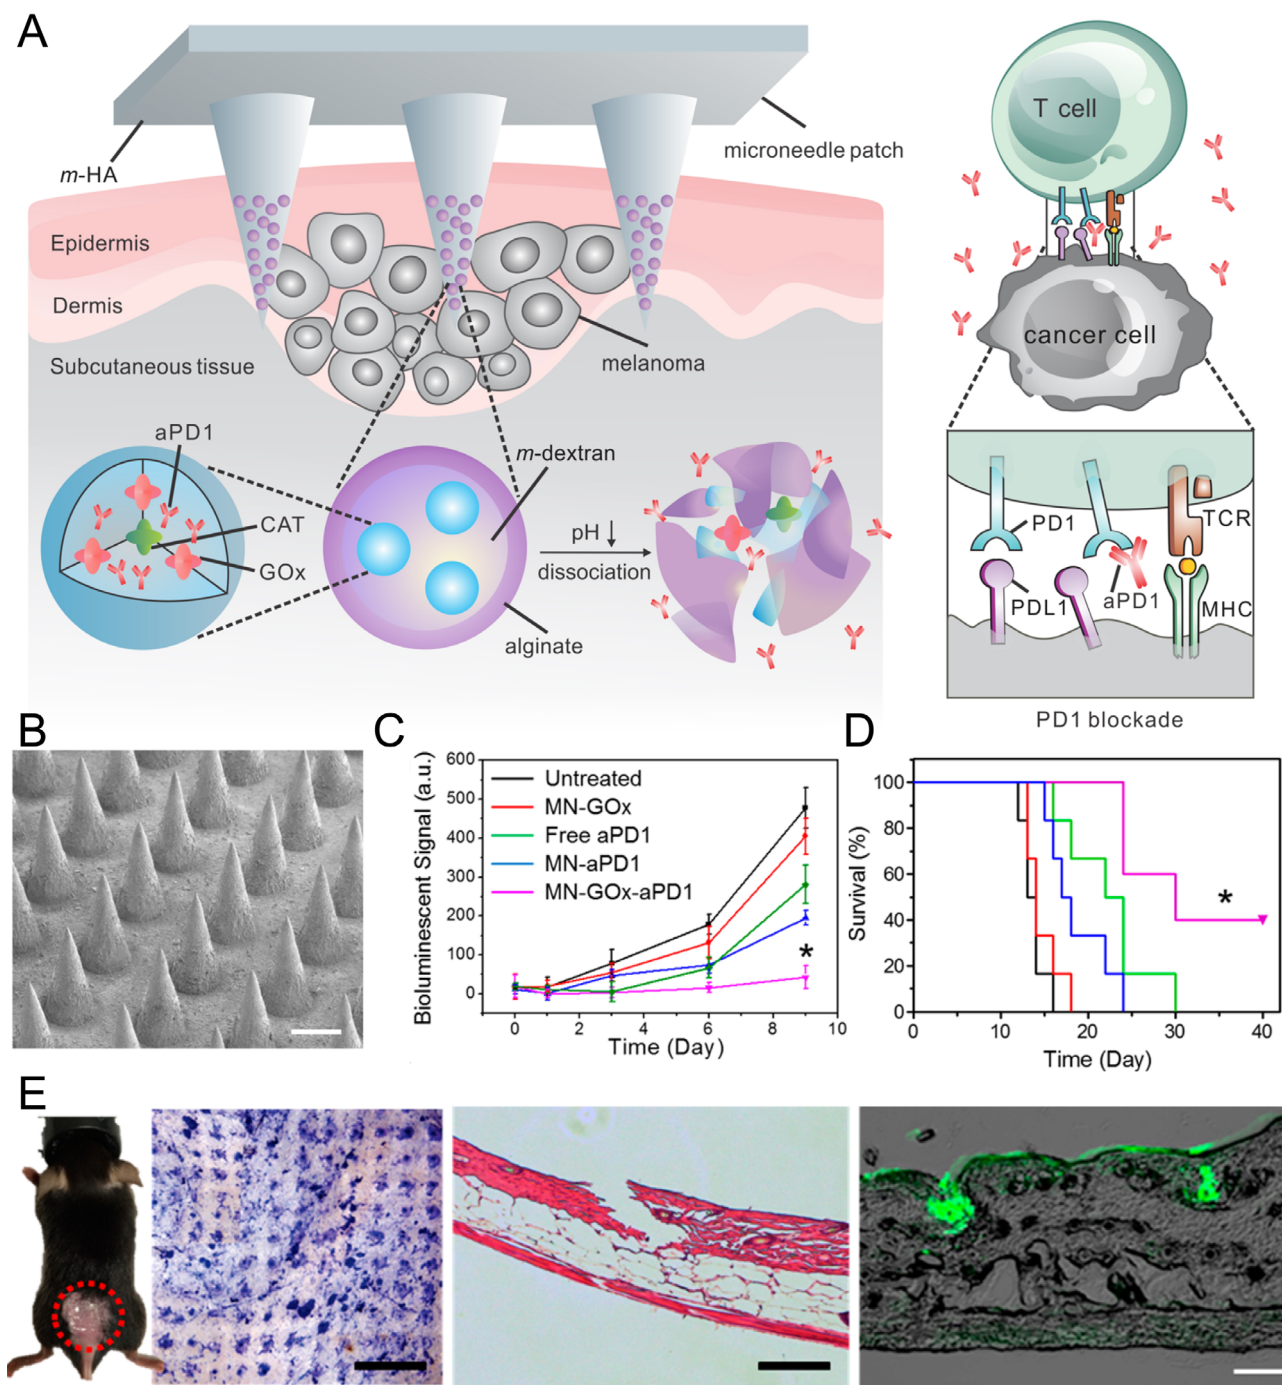 A
m-HA
microneedle patch
Epidermis
Dermis
Subcutaneous tissue
melanoma
aPD1
CAT
GOx
m-dextran
alginate
pH ↓
dissociation
T cell
cancer cell
PD1
TCR
PDL1
aPD1
MHC
PD1 blockade
B
C
600
500
400
300
200
100
0
Bioluminescent Signal (a.u.)
Untreated
MN-GOx
Free aPD1
MN-aPD1
MN-GOx-aPD1
*
0 2 4 6 8 10
Time (Day)
D
100
80
60
40
20
0
Survival (%)
*
0 10 20 30 40
Time (Day)
E